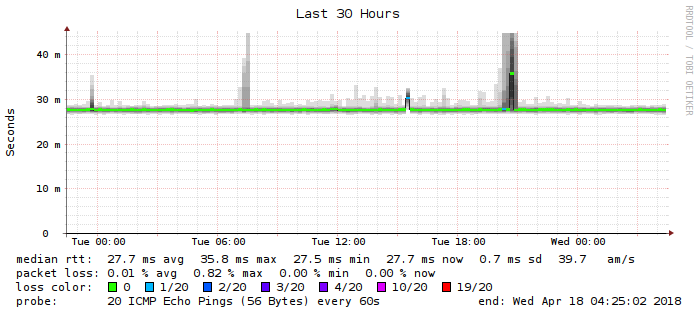 Last 30 Hours
RRDTOOL / TOBI OETIKER
Seconds
40 m
30 m
20 m
10 m
0
Tue 00:00 Tue 06:00 Tue 12:00 Tue 18:00 Wed 00:00
median rtt: 27.7 ms avg 35.8 ms max 27.5 ms min 27.7 ms now 0.7 ms sd 39.7 am/s
packet loss: 0.01 % avg 0.82 % max 0.00 % min 0.00 % now
loss color: 0 1/20 2/20 3/20 4/20 10/20 19/20
probe: 20 ICMP Echo Pings (56 Bytes) every 60s end: Wed Apr 18 04:25:02 2018